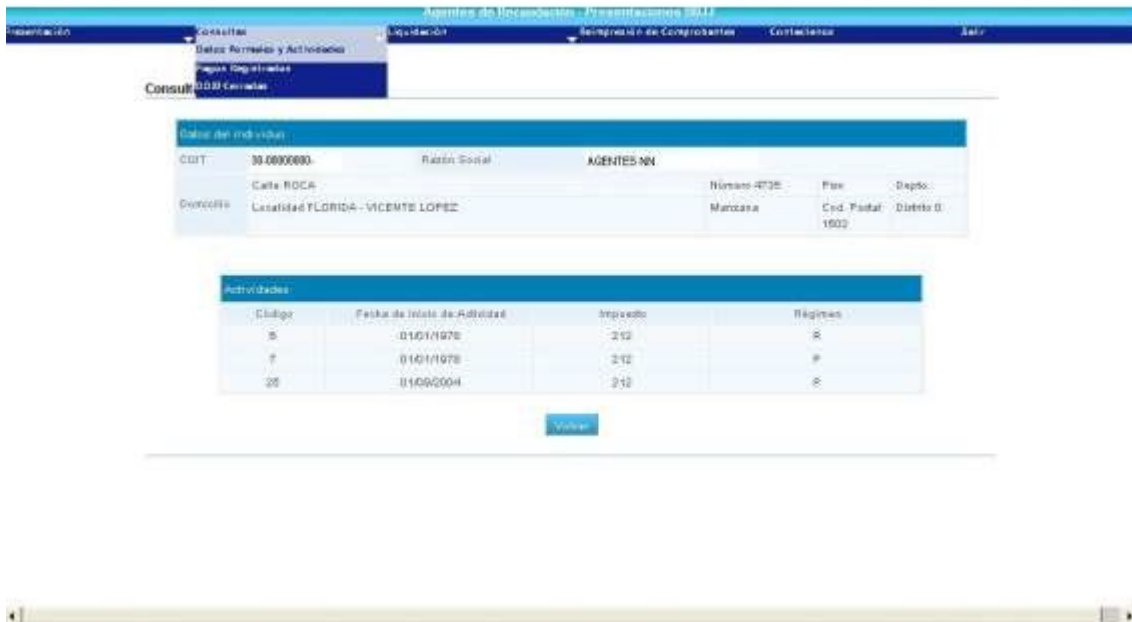 Agentes de Recaudación - Presentaciones DDJJ
Presentación Consultas Liquidación Reimpresión de Comprobantes Contactenos Salir
Datos Formales y Actividades
Pagos Registrados
DDJJ Cerradas
Consult
Datos del individuo
CUIT 30-00000000- Razón Social AGENTES NN
Domicilio
Calle ROCA Número 4735 Piso Depto.
Localidad FLORIDA - VICENTE LOPEZ Manzana Cod. Postal 1602 Distrito 0
Actividades
Código Fecha de Inicio de Actividad Impuesto Régimen
6 01/01/1978 212 R
7 01/01/1978 212 P
26 01/09/2004 212 R
Volver